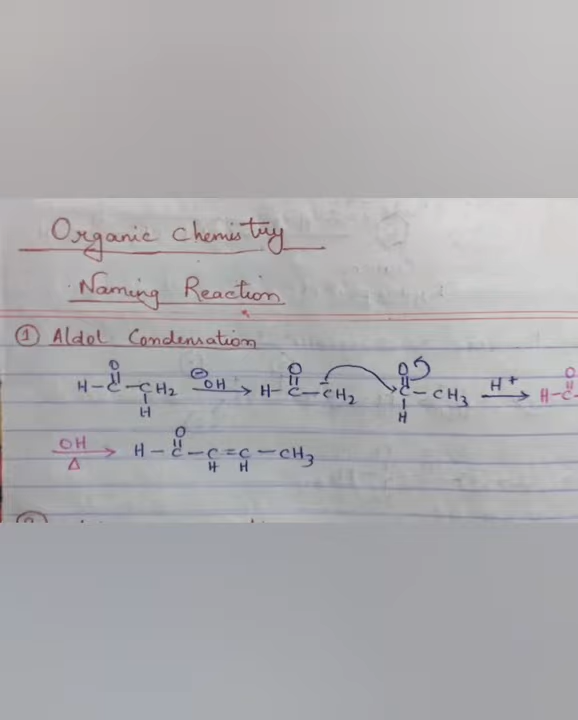 Organic Chemistry
Naming Reaction
① Aldol Condensation
H-C(=O)-CH2(-H) ⊖OH → H-C(=O)-C̄H2 C(=O)(-H)-CH3 H+ → H-C(=O)-
OH Δ → H-C(=O)-CH=CH-CH3